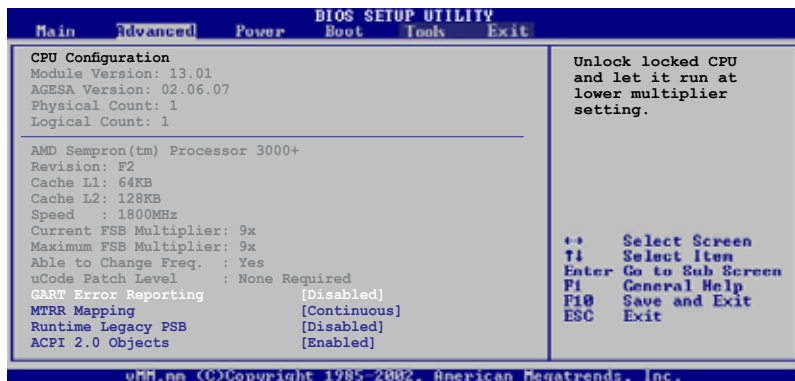 BIOS SETUP UTILITY
Main Advanced Power Boot Tools Exit
CPU Configuration
Module Version: 13.01
AGESA Version: 02.06.07
Physical Count: 1
Logical Count: 1
AMD Sempron(tm) Processor 3000+
Revision: F2
Cache L1: 64KB
Cache L2: 128KB
Speed : 1800MHz
Current FSB Multiplier: 9x
Maximum FSB Multiplier: 9x
Able to Change Freq. : Yes
uCode Patch Level : None Required
GART Error Reporting [Disabled]
MTRR Mapping [Continuous]
Runtime Legacy PSB [Disabled]
ACPI 2.0 Objects [Enabled]
Unlock locked CPU
and let it run at
lower multiplier
setting.
↔ Select Screen
↑↓ Select Item
Enter Go to Sub Screen
F1 General Help
F10 Save and Exit
ESC Exit
vMM.nn (C)Copyright 1985-2002, American Megatrends, Inc.